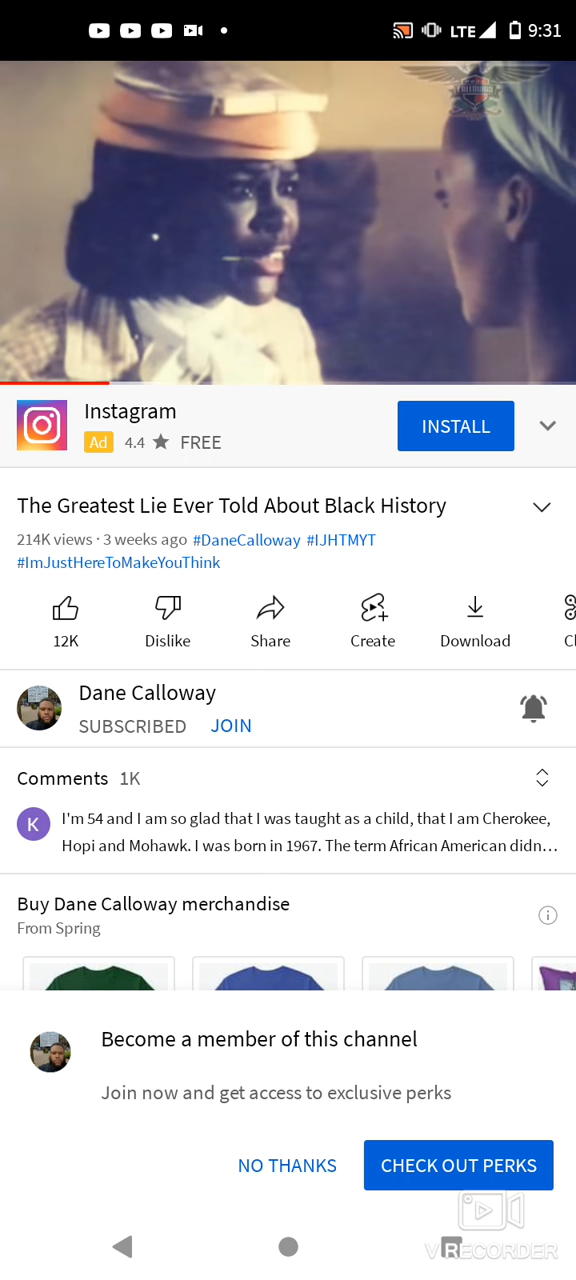 LTE 9:31
Instagram
Ad 4.4 ★ FREE
INSTALL
The Greatest Lie Ever Told About Black History
214K views · 3 weeks ago #DaneCalloway #IJHTMYT
#ImJustHereToMakeYouThink
12K Dislike Share Create Download Cl
Dane Calloway
SUBSCRIBED JOIN
Comments 1K
K
I'm 54 and I am so glad that I was taught as a child, that I am Cherokee,
Hopi and Mohawk. I was born in 1967. The term African American didn...
Buy Dane Calloway merchandise
From Spring
Become a member of this channel
Join now and get access to exclusive perks
NO THANKS CHECK OUT PERKS
V RECORDER